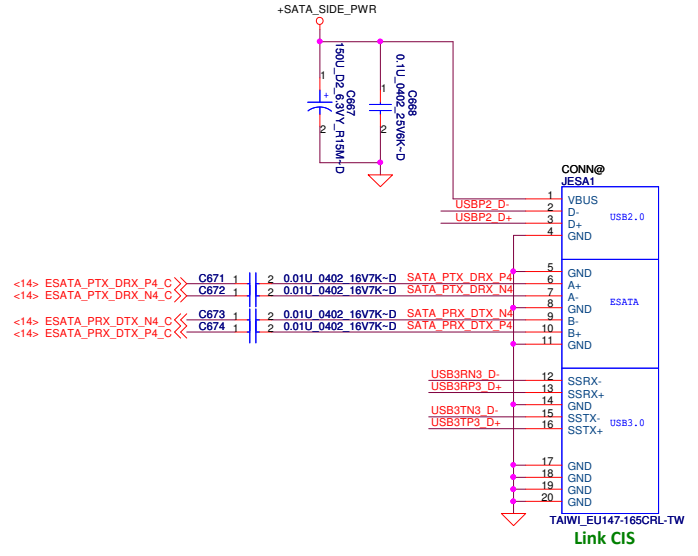 +SATA_SIDE_PWR
1
2
150U_D2_6.3VY_R15M~D
C667
1
2
0.1U_0402_25V6K~D
C668
CONN@
JESA1
USBP2_D- 1 VBUS
USBP2_D+ 2 D-
3 D+ USB2.0
4 GND
5 GND
<14> ESATA_PTX_DRX_P4_C C671 1 2 0.01U_0402_16V7K~D SATA_PTX_DRX_P4 6 A+
<14> ESATA_PTX_DRX_N4_C C672 1 2 0.01U_0402_16V7K~D SATA_PTX_DRX_N4 7 A- ESATA
8 GND
<14> ESATA_PRX_DTX_N4_C C673 1 2 0.01U_0402_16V7K~D SATA_PRX_DTX_N4 9 B-
<14> ESATA_PRX_DTX_P4_C C674 1 2 0.01U_0402_16V7K~D SATA_PRX_DTX_P4 10 B+
11 GND
USB3RN3_D- 12 SSRX-
USB3RP3_D+ 13 SSRX+
14 GND
USB3TN3_D- 15 SSTX-
USB3TP3_D+ 16 SSTX+ USB3.0
17 GND
18 GND
19 GND
20 GND
TAIWI_EU147-165CRL-TW
Link CIS